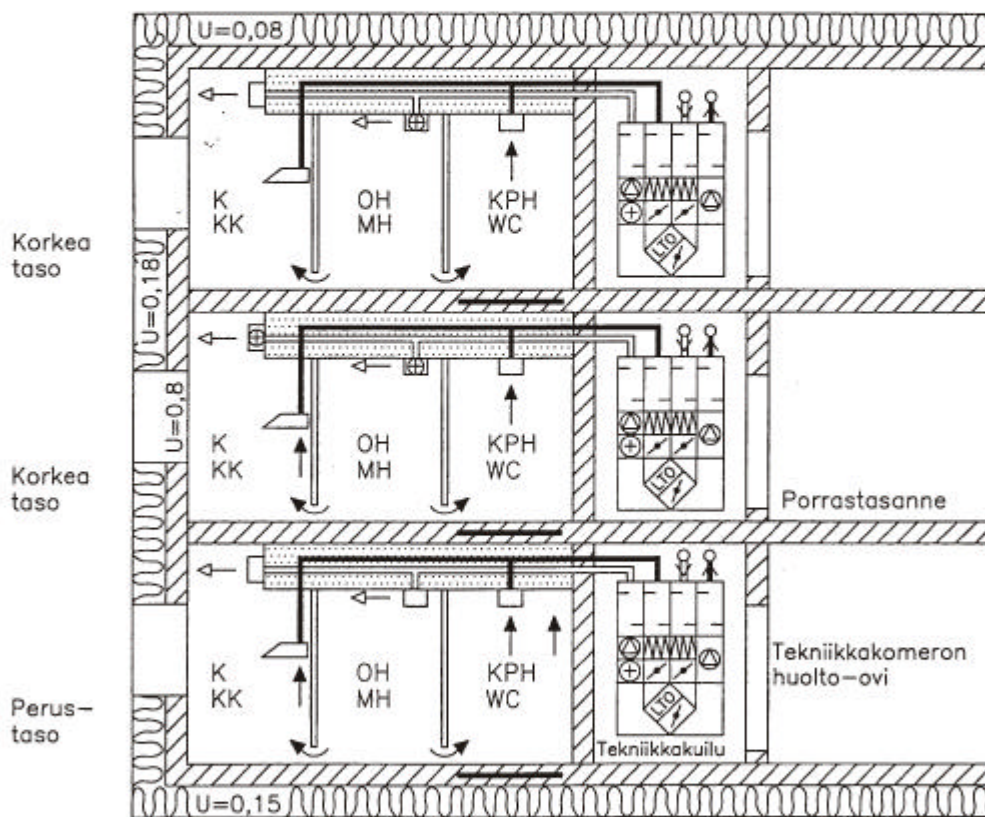 U=0,08
K
KK
OH
MH
KPH
WC
LTO
Korkea
taso
U=0,18
U=0,8
K
KK
OH
MH
KPH
WC
LTO
Korkea
taso
Porrastasanne
K
KK
OH
MH
KPH
WC
LTO
Tekniikkakomeron
huolto-ovi
Perus-
taso
Tekniikkakuilu
U=0,15